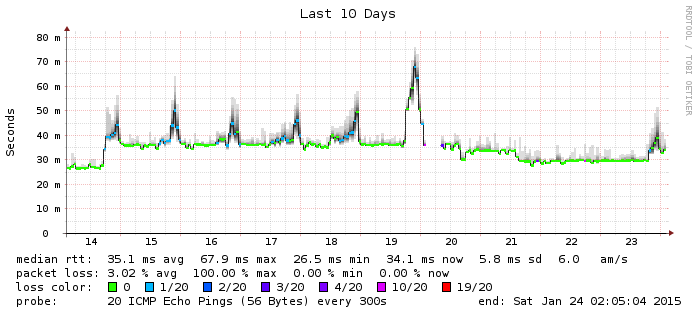 Last 10 Days
RRDTOOL / TOBI OETIKER
Seconds
80 m
70 m
60 m
50 m
40 m
30 m
20 m
10 m
0
14 15 16 17 18 19 20 21 22 23
median rtt: 35.1 ms avg 67.9 ms max 26.5 ms min 34.1 ms now 5.8 ms sd 6.0 am/s
packet loss: 3.02 % avg 100.00 % max 0.00 % min 0.00 % now
loss color: 0 1/20 2/20 3/20 4/20 10/20 19/20
probe: 20 ICMP Echo Pings (56 Bytes) every 300s end: Sat Jan 24 02:05:04 2015